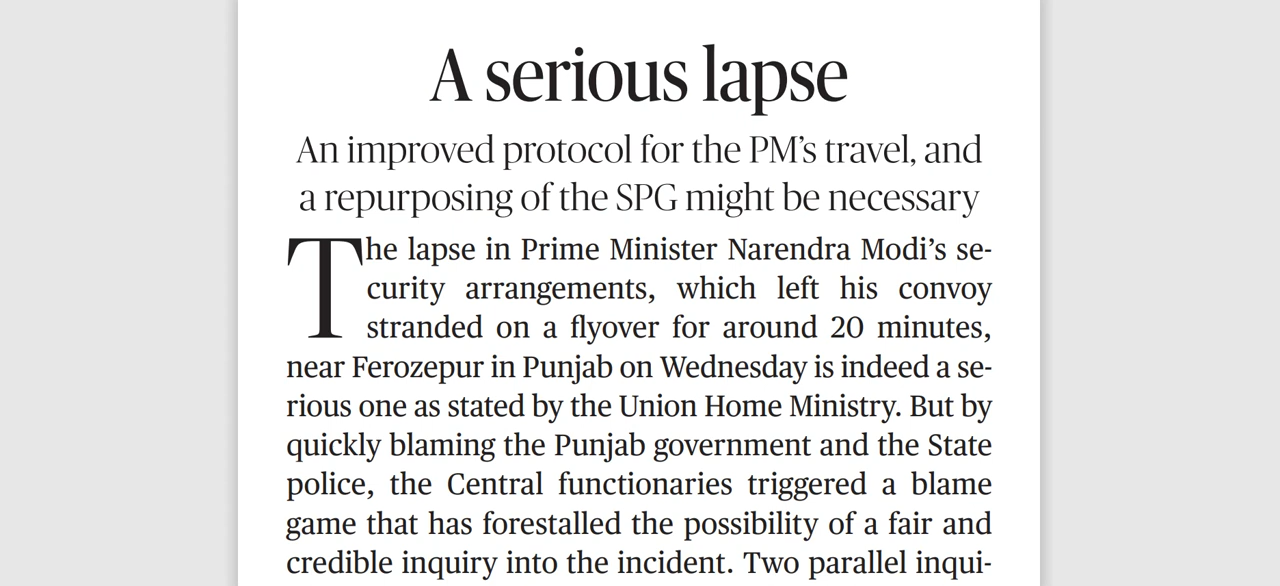 A serious lapse
An improved protocol for the PM’s travel, and
a repurposing of the SPG might be necessary
The lapse in Prime Minister Narendra Modi’s se-
curity arrangements, which left his convoy
stranded on a flyover for around 20 minutes,
near Ferozepur in Punjab on Wednesday is indeed a se-
rious one as stated by the Union Home Ministry. But by
quickly blaming the Punjab government and the State
police, the Central functionaries triggered a blame
game that has forestalled the possibility of a fair and
credible inquiry into the incident. Two parallel inqui-